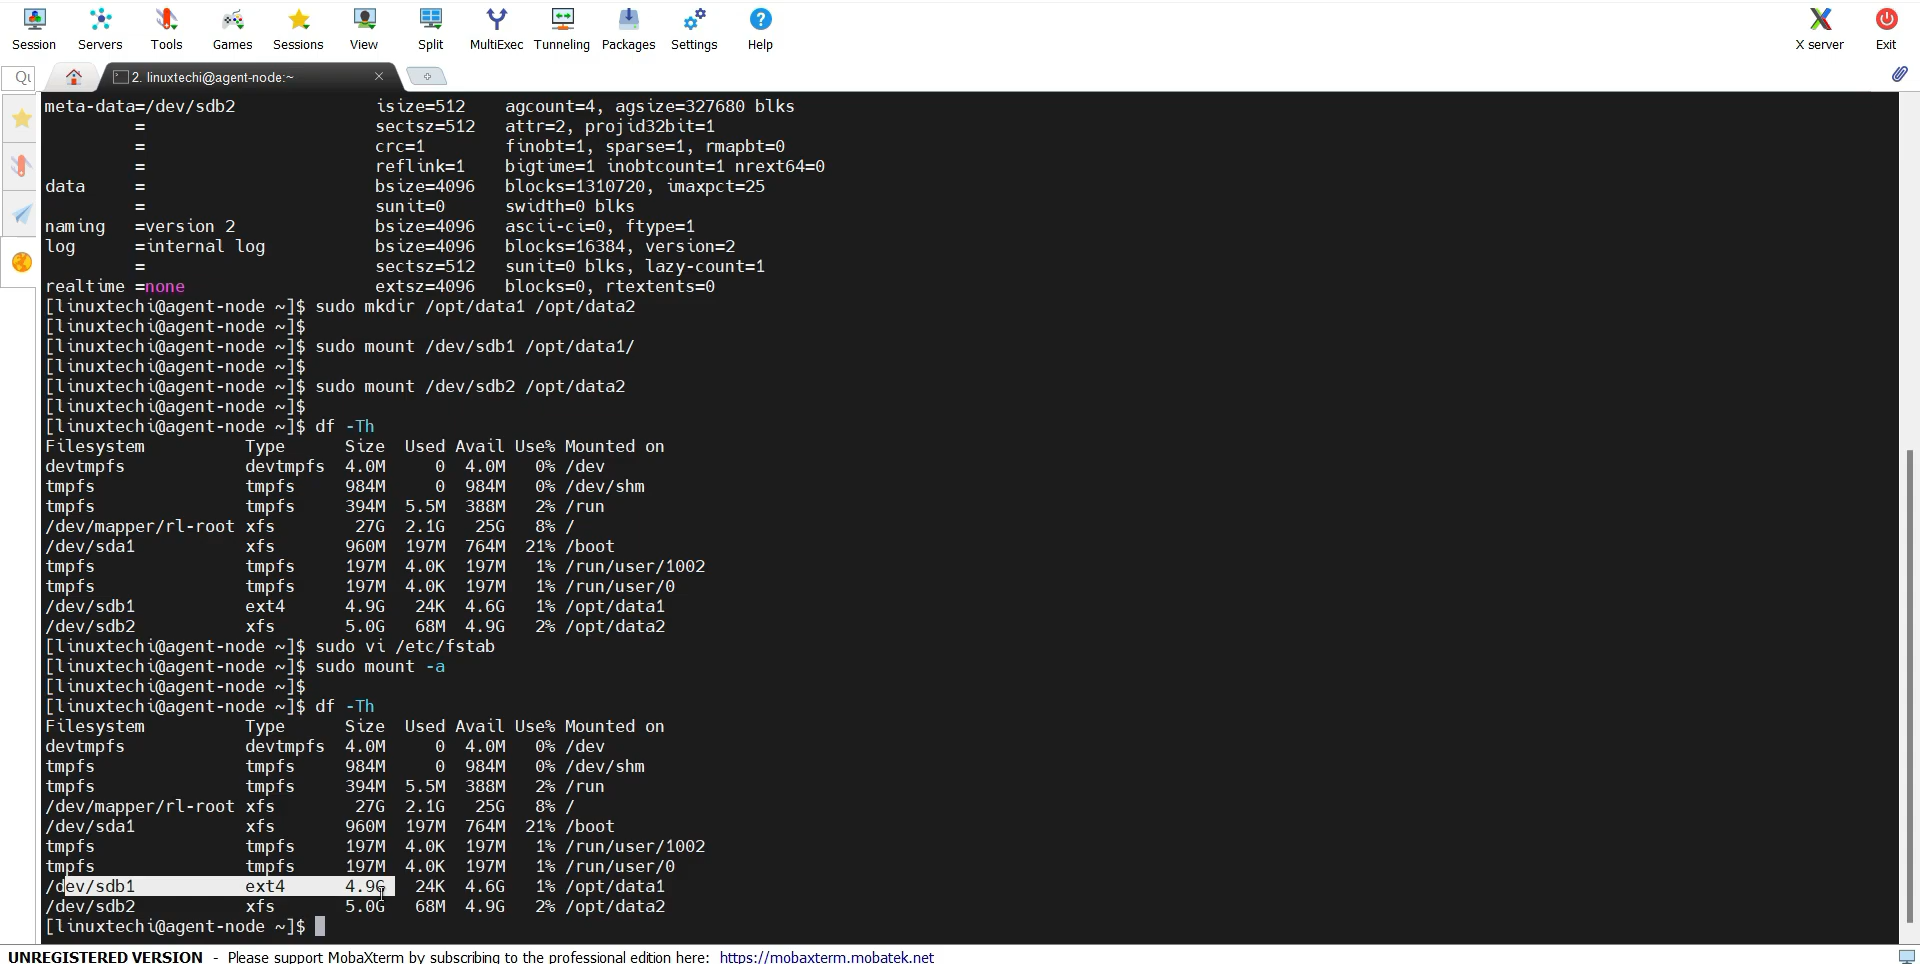 Session Servers Tools Games Sessions View Split MultiExec Tunneling Packages Settings Help X server Exit
Qu 2. linuxtechi@agent-node:~
meta-data=/dev/sdb2              isize=512    agcount=4, agsize=327680 blks
         =                       sectsz=512   attr=2, projid32bit=1
         =                       crc=1        finobt=1, sparse=1, rmapbt=0
         =                       reflink=1    bigtime=1 inobtcount=1 nrext64=0
data     =                       bsize=4096   blocks=1310720, imaxpct=25
         =                       sunit=0      swidth=0 blks
naming   =version 2              bsize=4096   ascii-ci=0, ftype=1
log      =internal log           bsize=4096   blocks=16384, version=2
         =                       sectsz=512   sunit=0 blks, lazy-count=1
realtime =none                   extsz=4096   blocks=0, rtextents=0
[linuxtechi@agent-node ~]$ sudo mkdir /opt/data1 /opt/data2
[linuxtechi@agent-node ~]$
[linuxtechi@agent-node ~]$ sudo mount /dev/sdb1 /opt/data1/
[linuxtechi@agent-node ~]$
[linuxtechi@agent-node ~]$ sudo mount /dev/sdb2 /opt/data2
[linuxtechi@agent-node ~]$
[linuxtechi@agent-node ~]$ df -Th
Filesystem          Type      Size  Used Avail Use% Mounted on
devtmpfs            devtmpfs  4.0M     0  4.0M   0% /dev
tmpfs               tmpfs     984M     0  984M   0% /dev/shm
tmpfs               tmpfs     394M  5.5M  388M   2% /run
/dev/mapper/rl-root xfs        27G  2.1G   25G   8% /
/dev/sda1           xfs       960M  197M  764M  21% /boot
tmpfs               tmpfs     197M  4.0K  197M   1% /run/user/1002
tmpfs               tmpfs     197M  4.0K  197M   1% /run/user/0
/dev/sdb1           ext4      4.9G   24K  4.6G   1% /opt/data1
/dev/sdb2           xfs       5.0G   68M  4.9G   2% /opt/data2
[linuxtechi@agent-node ~]$ sudo vi /etc/fstab
[linuxtechi@agent-node ~]$ sudo mount -a
[linuxtechi@agent-node ~]$
[linuxtechi@agent-node ~]$ df -Th
Filesystem          Type      Size  Used Avail Use% Mounted on
devtmpfs            devtmpfs  4.0M     0  4.0M   0% /dev
tmpfs               tmpfs     984M     0  984M   0% /dev/shm
tmpfs               tmpfs     394M  5.5M  388M   2% /run
/dev/mapper/rl-root xfs        27G  2.1G   25G   8% /
/dev/sda1           xfs       960M  197M  764M  21% /boot
tmpfs               tmpfs     197M  4.0K  197M   1% /run/user/1002
tmpfs               tmpfs     197M  4.0K  197M   1% /run/user/0
/dev/sdb1           ext4      4.9G   24K  4.6G   1% /opt/data1
/dev/sdb2           xfs       5.0G   68M  4.9G   2% /opt/data2
[linuxtechi@agent-node ~]$
UNREGISTERED VERSION - Please support MobaXterm by subscribing to the professional edition here: https://mobaxterm.mobatek.net